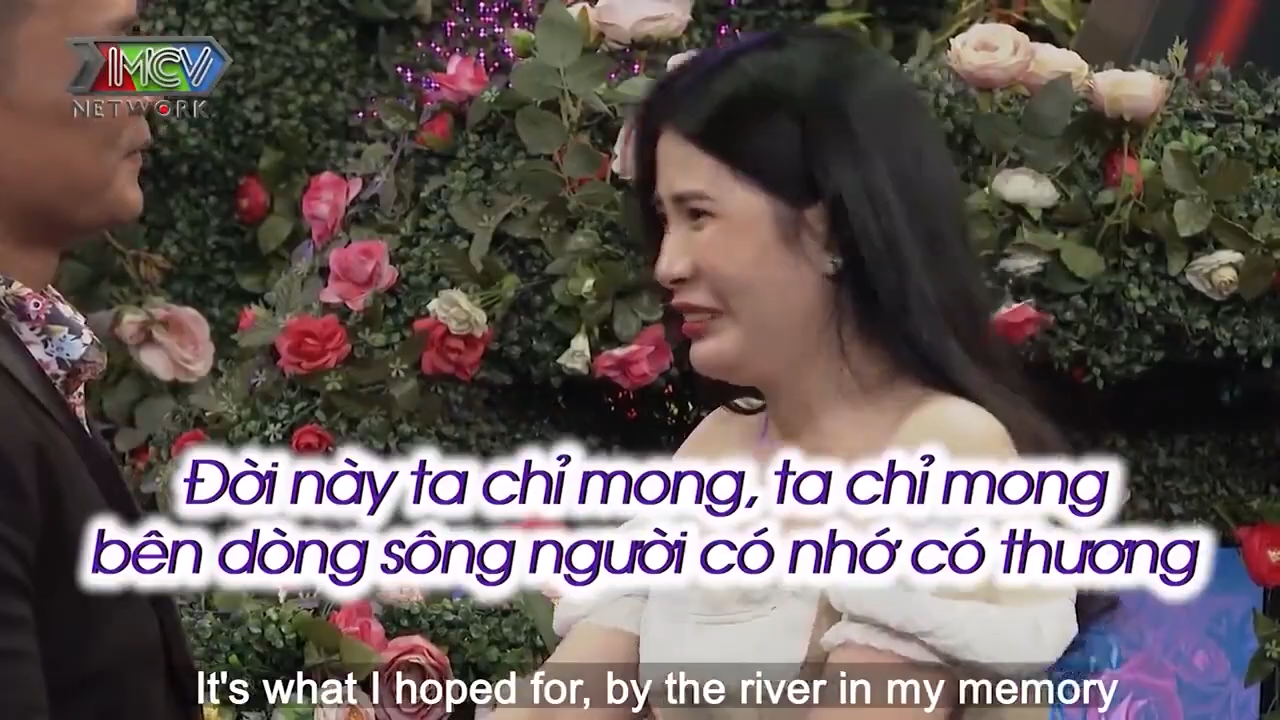 MCV
NETWORK
Đời này ta chỉ mong, ta chỉ mong
bên dòng sông người có nhớ có thương
It's what I hoped for, by the river in my memory